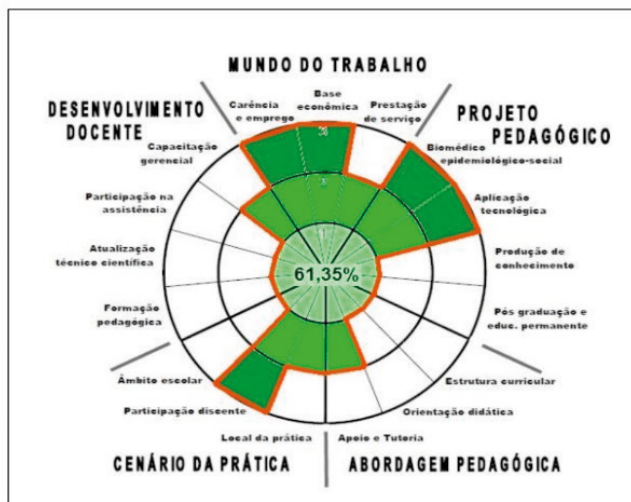 MUNDO DO TRABALHO
DESENVOLVIMENTO
DOCENTE
PROJETO
PEDAGÓGICO
Carência
e emprego
Base
econômica
Prestação
de serviço
Capacitação
gerencial
Biomédico
epidemiológico-social
Participação na
assistência
Aplicação
tecnológica
Atualização
técnico científica
Produção de
conhecimento
Formação
pedagógica
Pós graduação e
educ. permanente
3
1
61,35%
Âmbito escolar
Estrutura curricular
Participação discente
Orientação didática
Local da prática
Apoio e Tutoria
CENÁRIO DA PRÁTICA
ABORDAGEM PEDAGÓGICA